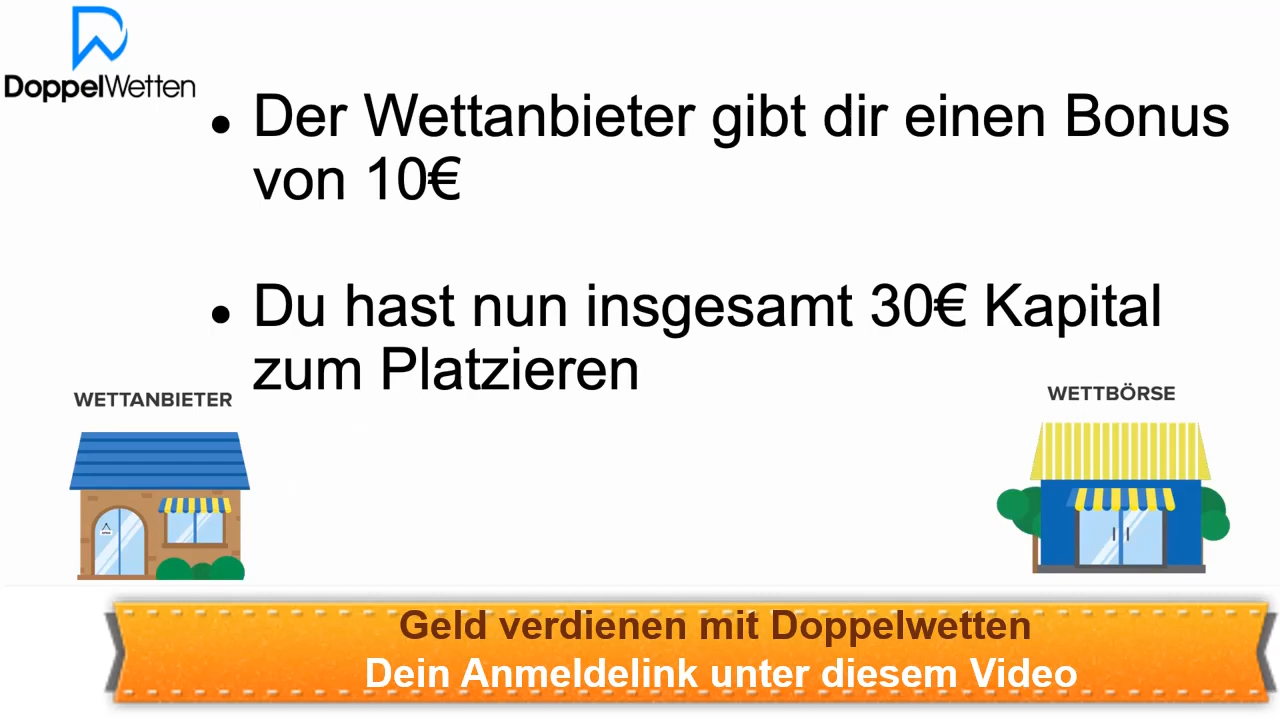 DoppelWetten
• Der Wettanbieter gibt dir einen Bonus
von 10€
• Du hast nun insgesamt 30€ Kapital
zum Platzieren
WETTANBIETER
WETTBÖRSE
Geld verdienen mit Doppelwetten
Dein Anmeldelink unter diesem Video